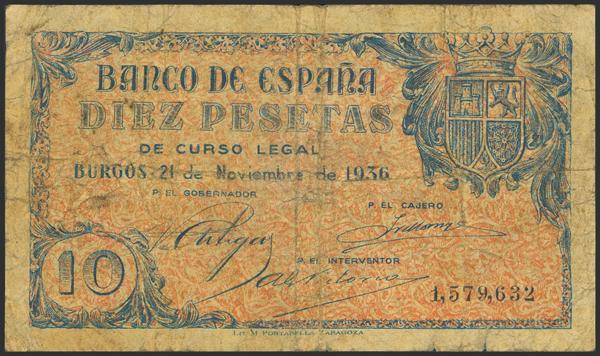 BANCO DE ESPAÑA
DIEZ PESETAS
DE CURSO LEGAL
BURGOS 21 de Noviembre de 1936
P. EL GOBERNADOR
P. EL CAJERO
P. EL INTERVENTOR
10
1,579,632
LIT. M. PORTABELLA ZARAGOZA